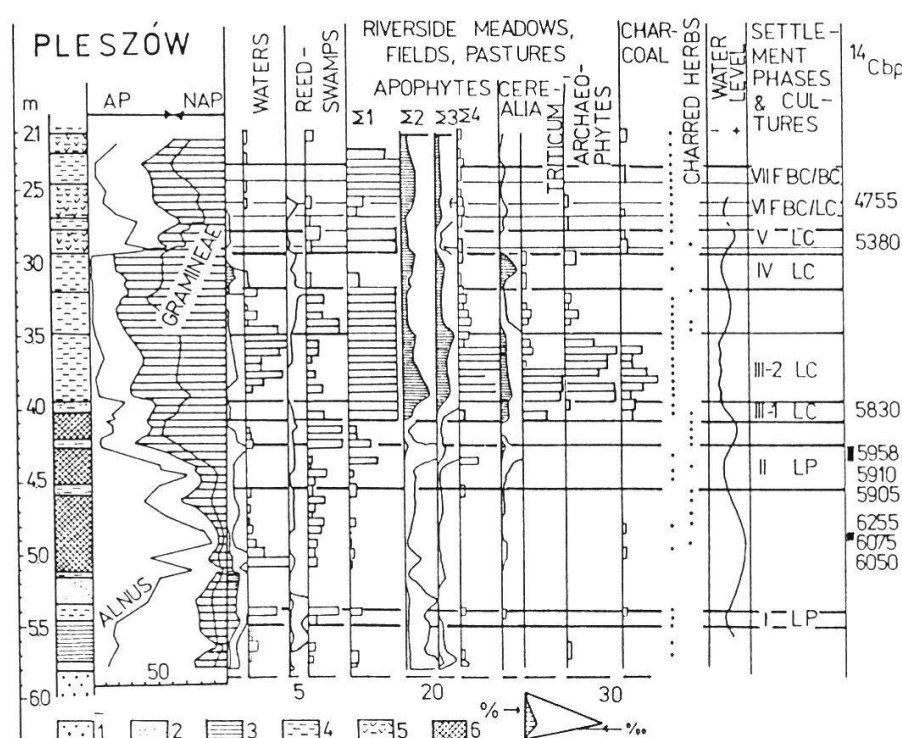 PLESZÓW
RIVERSIDE MEADOWS,
FIELDS, PASTURES
WATERS
REED-
SWAMPS
APOPHYTES
CERE-
ALIA
TRITICUM
ARCHAEO-
PHYTES
CHAR-
COAL
CHARRED HERBS
WATER
LEVEL
- +
SETTLE-
MENT
PHASES
& CUL-
TURES
14
Cbp
m
AP NAP
Σ1 Σ2 Σ3 Σ4
21
25
30
35
40
45
50
55
60
GRAMINEAE
ALNUS
VII FBC/BC
VI FBC/LC
V LC
IV LC
III-2 LC
III-1 LC
II LP
I LP
4755
5380
5830
5958
5910
5905
6255
6075
6050
50
5
20
30
% ‰
1 2 3 4 5 6